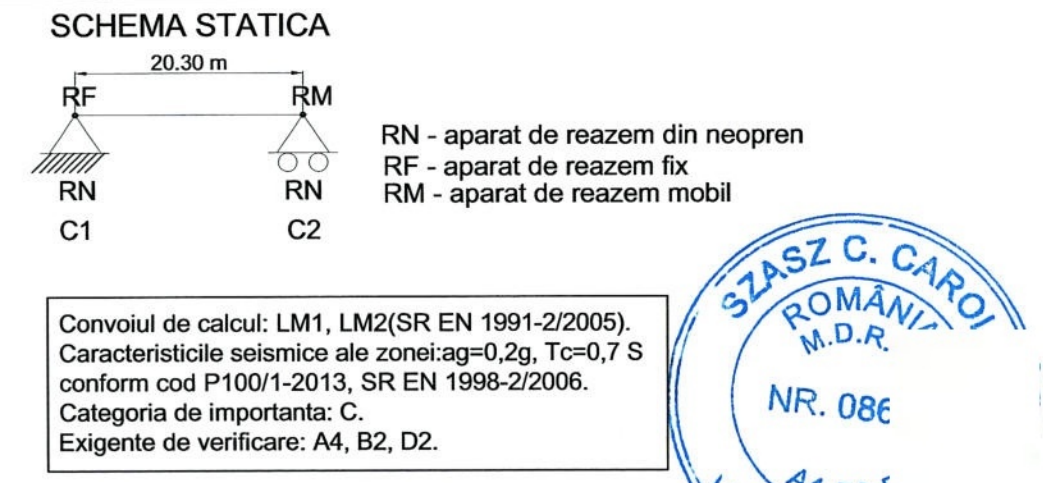 SCHEMA STATICA
20.30 m
RF
RM
RN - aparat de reazem din neopren
RF - aparat de reazem fix
RM - aparat de reazem mobil
RN
RN
C1
C2
Convoiul de calcul: LM1, LM2(SR EN 1991-2/2005).
Caracteristicile seismice ale zonei:ag=0,2g, Tc=0,7 S
conform cod P100/1-2013, SR EN 1998-2/2006.
Categoria de importanta: C.
Exigente de verificare: A4, B2, D2.
SZASZ C. CAROL
ROMÂNIA
M.D.R.
NR. 086